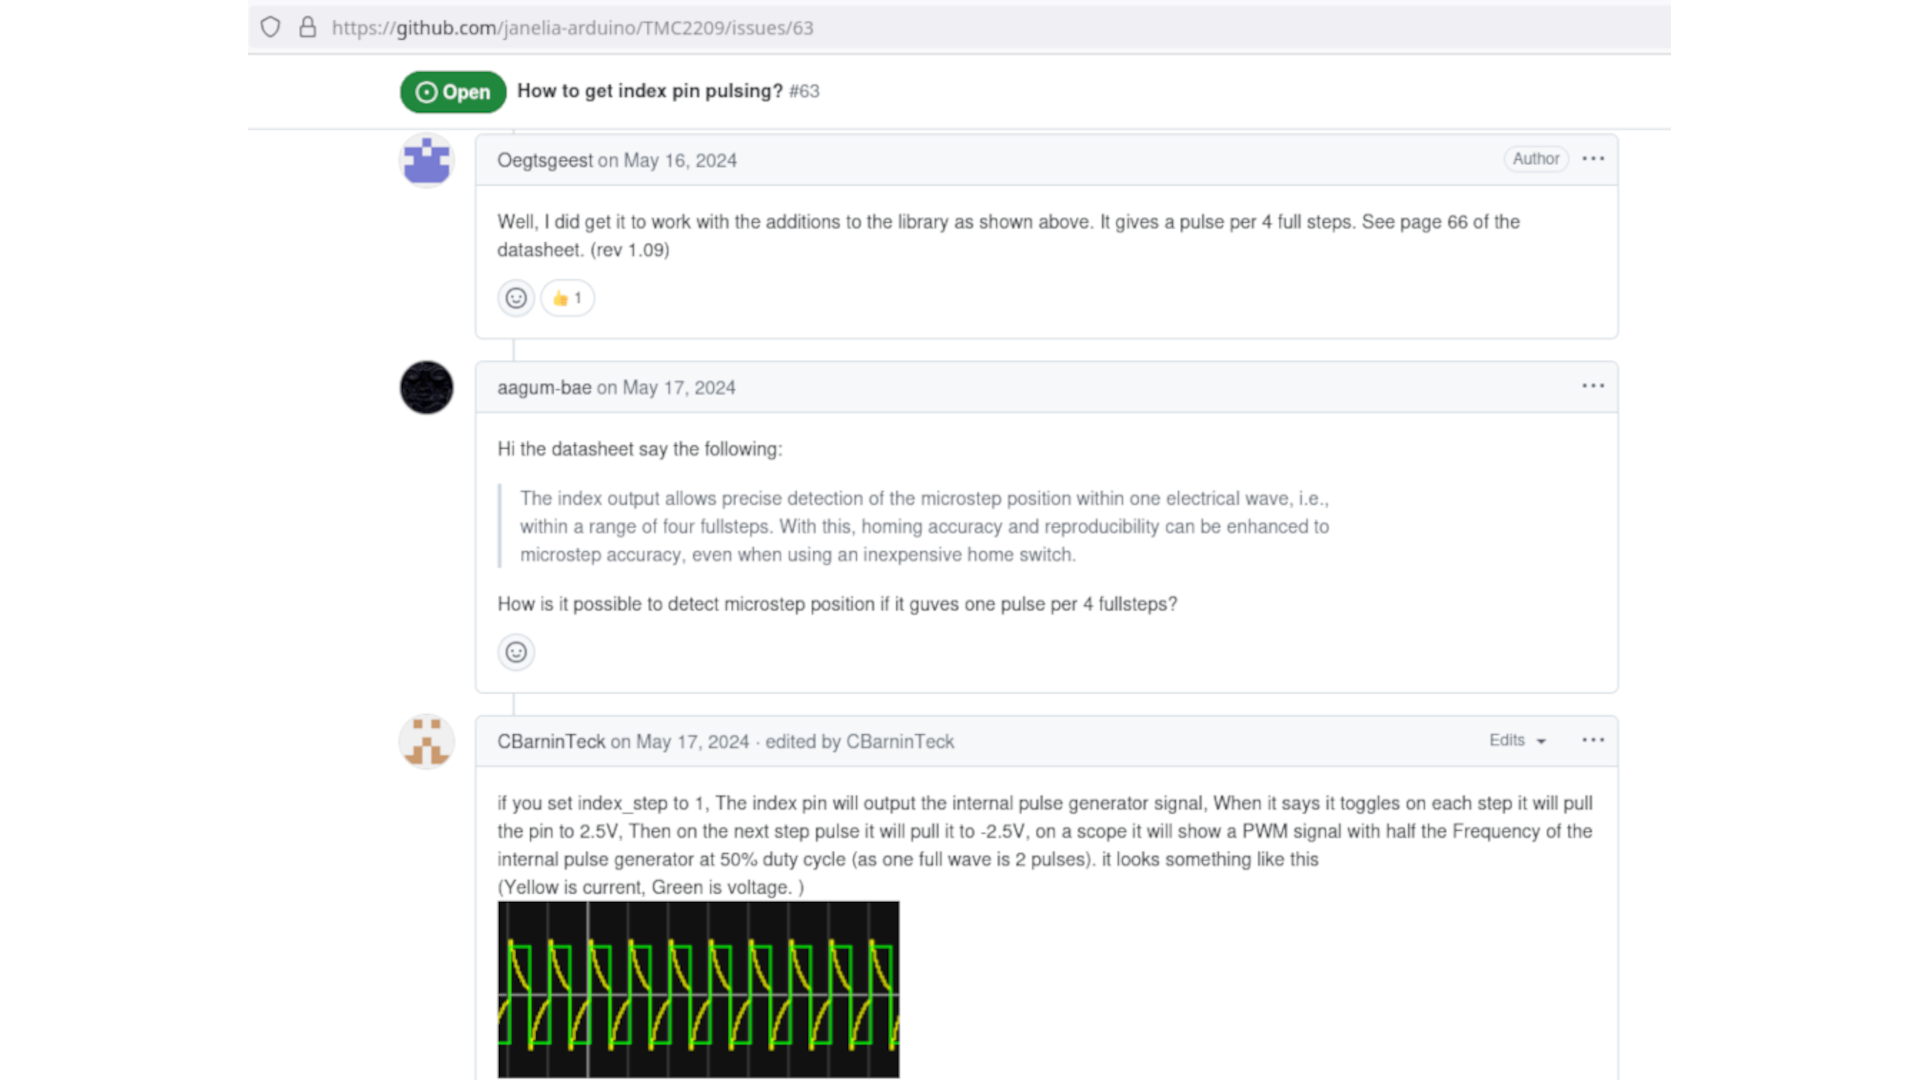 https://github.com/janelia-arduino/TMC2209/issues/63
Open How to get index pin pulsing? #63
Oegtsgeest on May 16, 2024 Author
Well, I did get it to work with the additions to the library as shown above. It gives a pulse per 4 full steps. See page 66 of the
datasheet. (rev 1.09)
1
aagum-bae on May 17, 2024
Hi the datasheet say the following:
The index output allows precise detection of the microstep position within one electrical wave, i.e.,
within a range of four fullsteps. With this, homing accuracy and reproducibility can be enhanced to
microstep accuracy, even when using an inexpensive home switch.
How is it possible to detect microstep position if it guves one pulse per 4 fullsteps?
CBarninTeck on May 17, 2024 · edited by CBarninTeck Edits
if you set index_step to 1, The index pin will output the internal pulse generator signal, When it says it toggles on each step it will pull
the pin to 2.5V, Then on the next step pulse it will pull it to -2.5V, on a scope it will show a PWM signal with half the Frequency of the
internal pulse generator at 50% duty cycle (as one full wave is 2 pulses). it looks something like this
(Yellow is current, Green is voltage. )